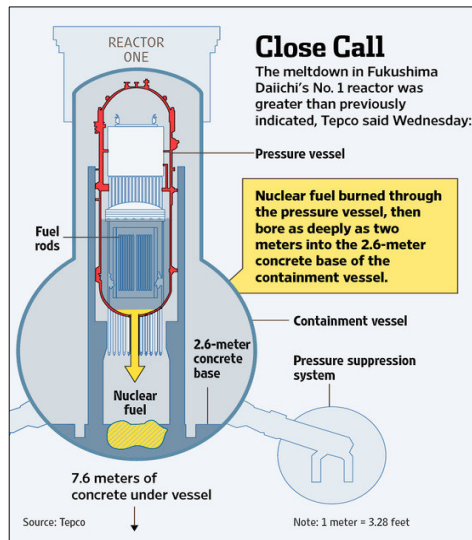 REACTOR
ONE
Close Call
The meltdown in Fukushima
Daiichi's No. 1 reactor was
greater than previously
indicated, Tepco said Wednesday:
Pressure vessel
Nuclear fuel burned through
the pressure vessel, then
bore as deeply as two
meters into the 2.6-meter
concrete base of the
containment vessel.
Fuel
rods
Containment vessel
2.6-meter
concrete
base
Pressure suppression
system
Nuclear
fuel
7.6 meters of
concrete under vessel
Source: Tepco
Note: 1 meter = 3.28 feet